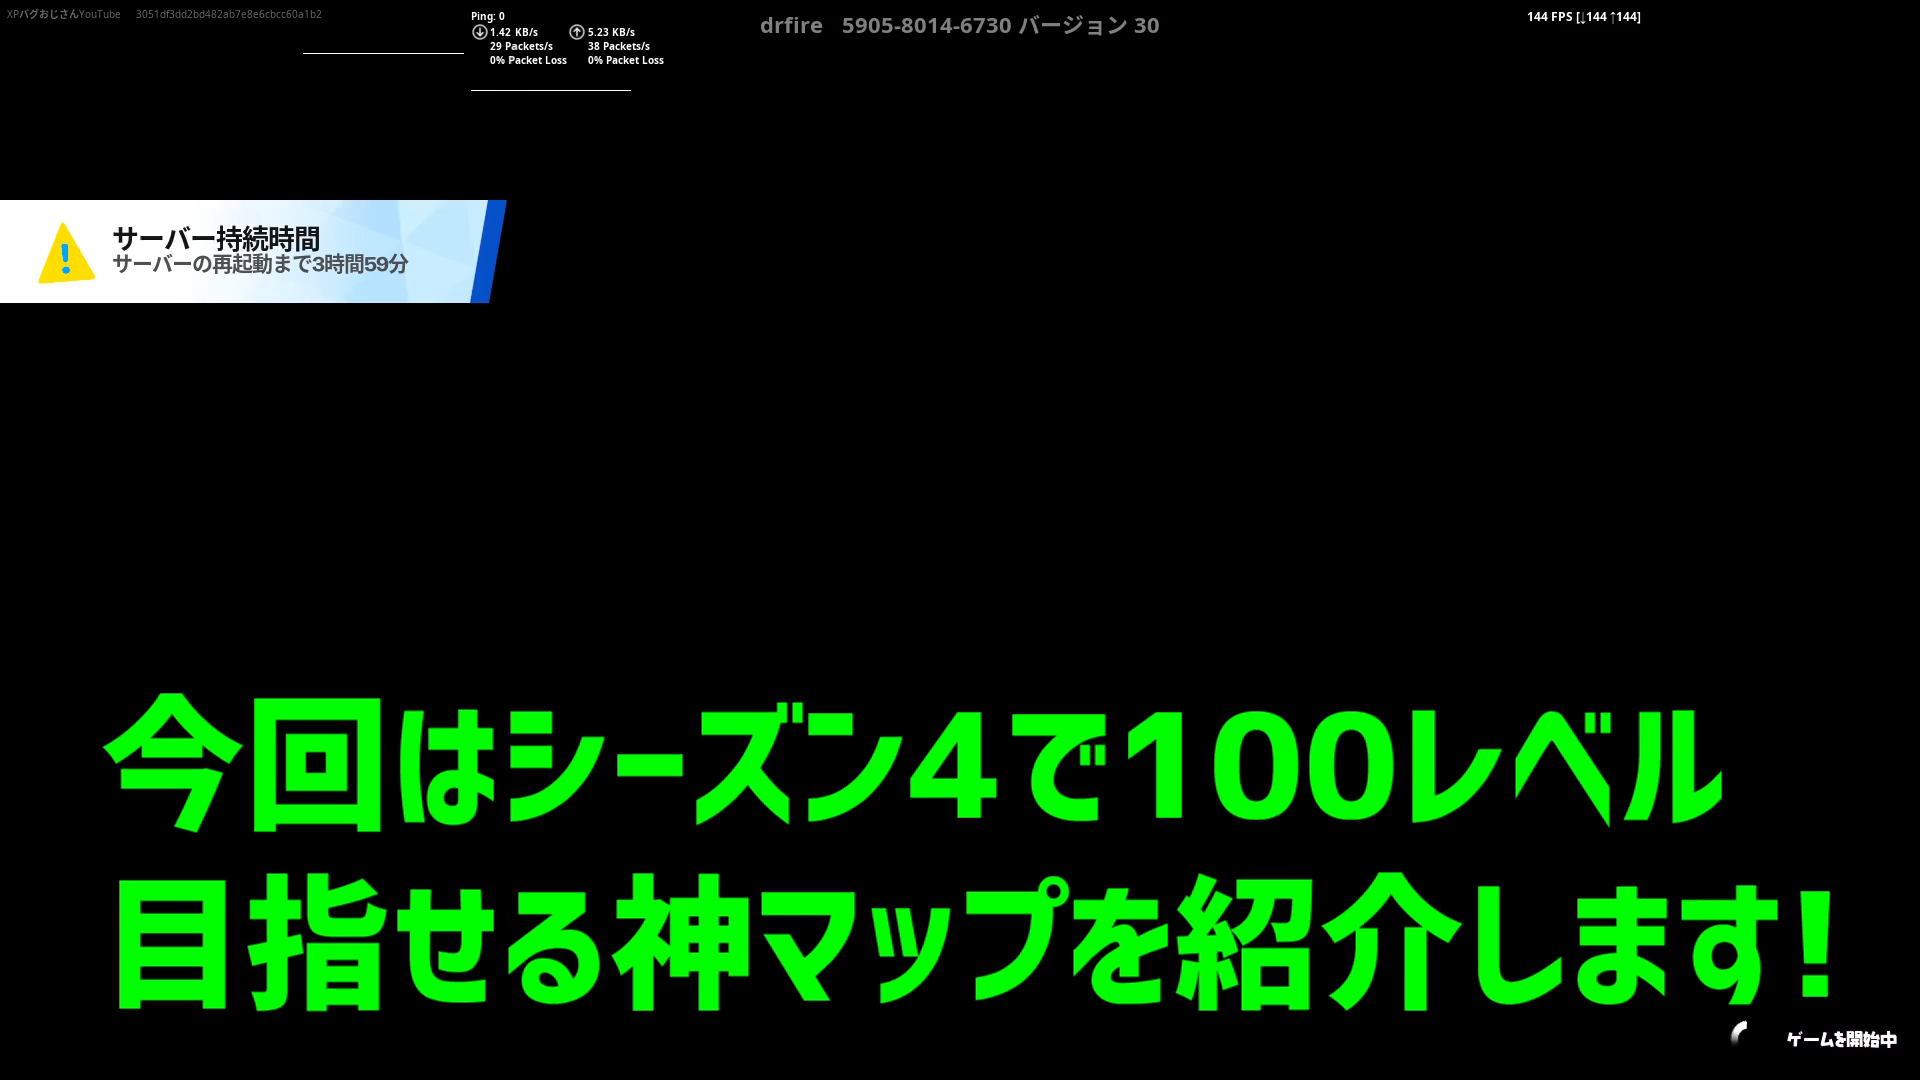 XPバグおじさんYouTube 3051df3dd2bd482ab7e8e6cbcc60a1b2
Ping: 0
1.42 KB/s 5.23 KB/s
29 Packets/s 38 Packets/s
0% Packet Loss 0% Packet Loss
drfire 5905-8014-6730 バージョン 30
144 FPS [↓144 ↑144]
サーバー持続時間
サーバーの再起動まで3時間59分
今回はシーズン4で100レベル
目指せる神マップを紹介します!
ゲームを開始中